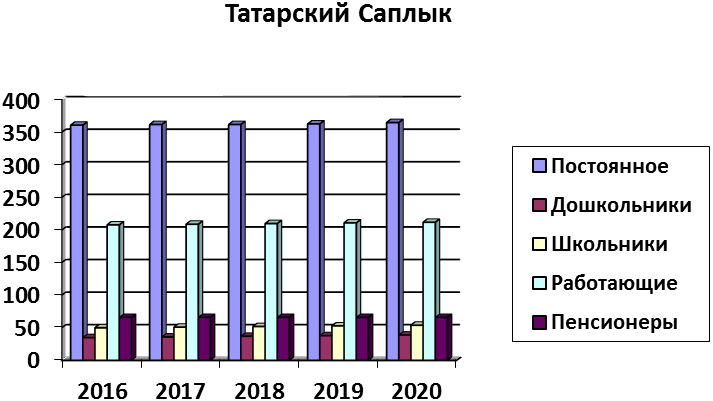 Татарский Саплык
400
350
300
250
200
150
100
50
0
2016 2017 2018 2019 2020
Постоянное
Дошкольники
Школьники
Работающие
Пенсионеры